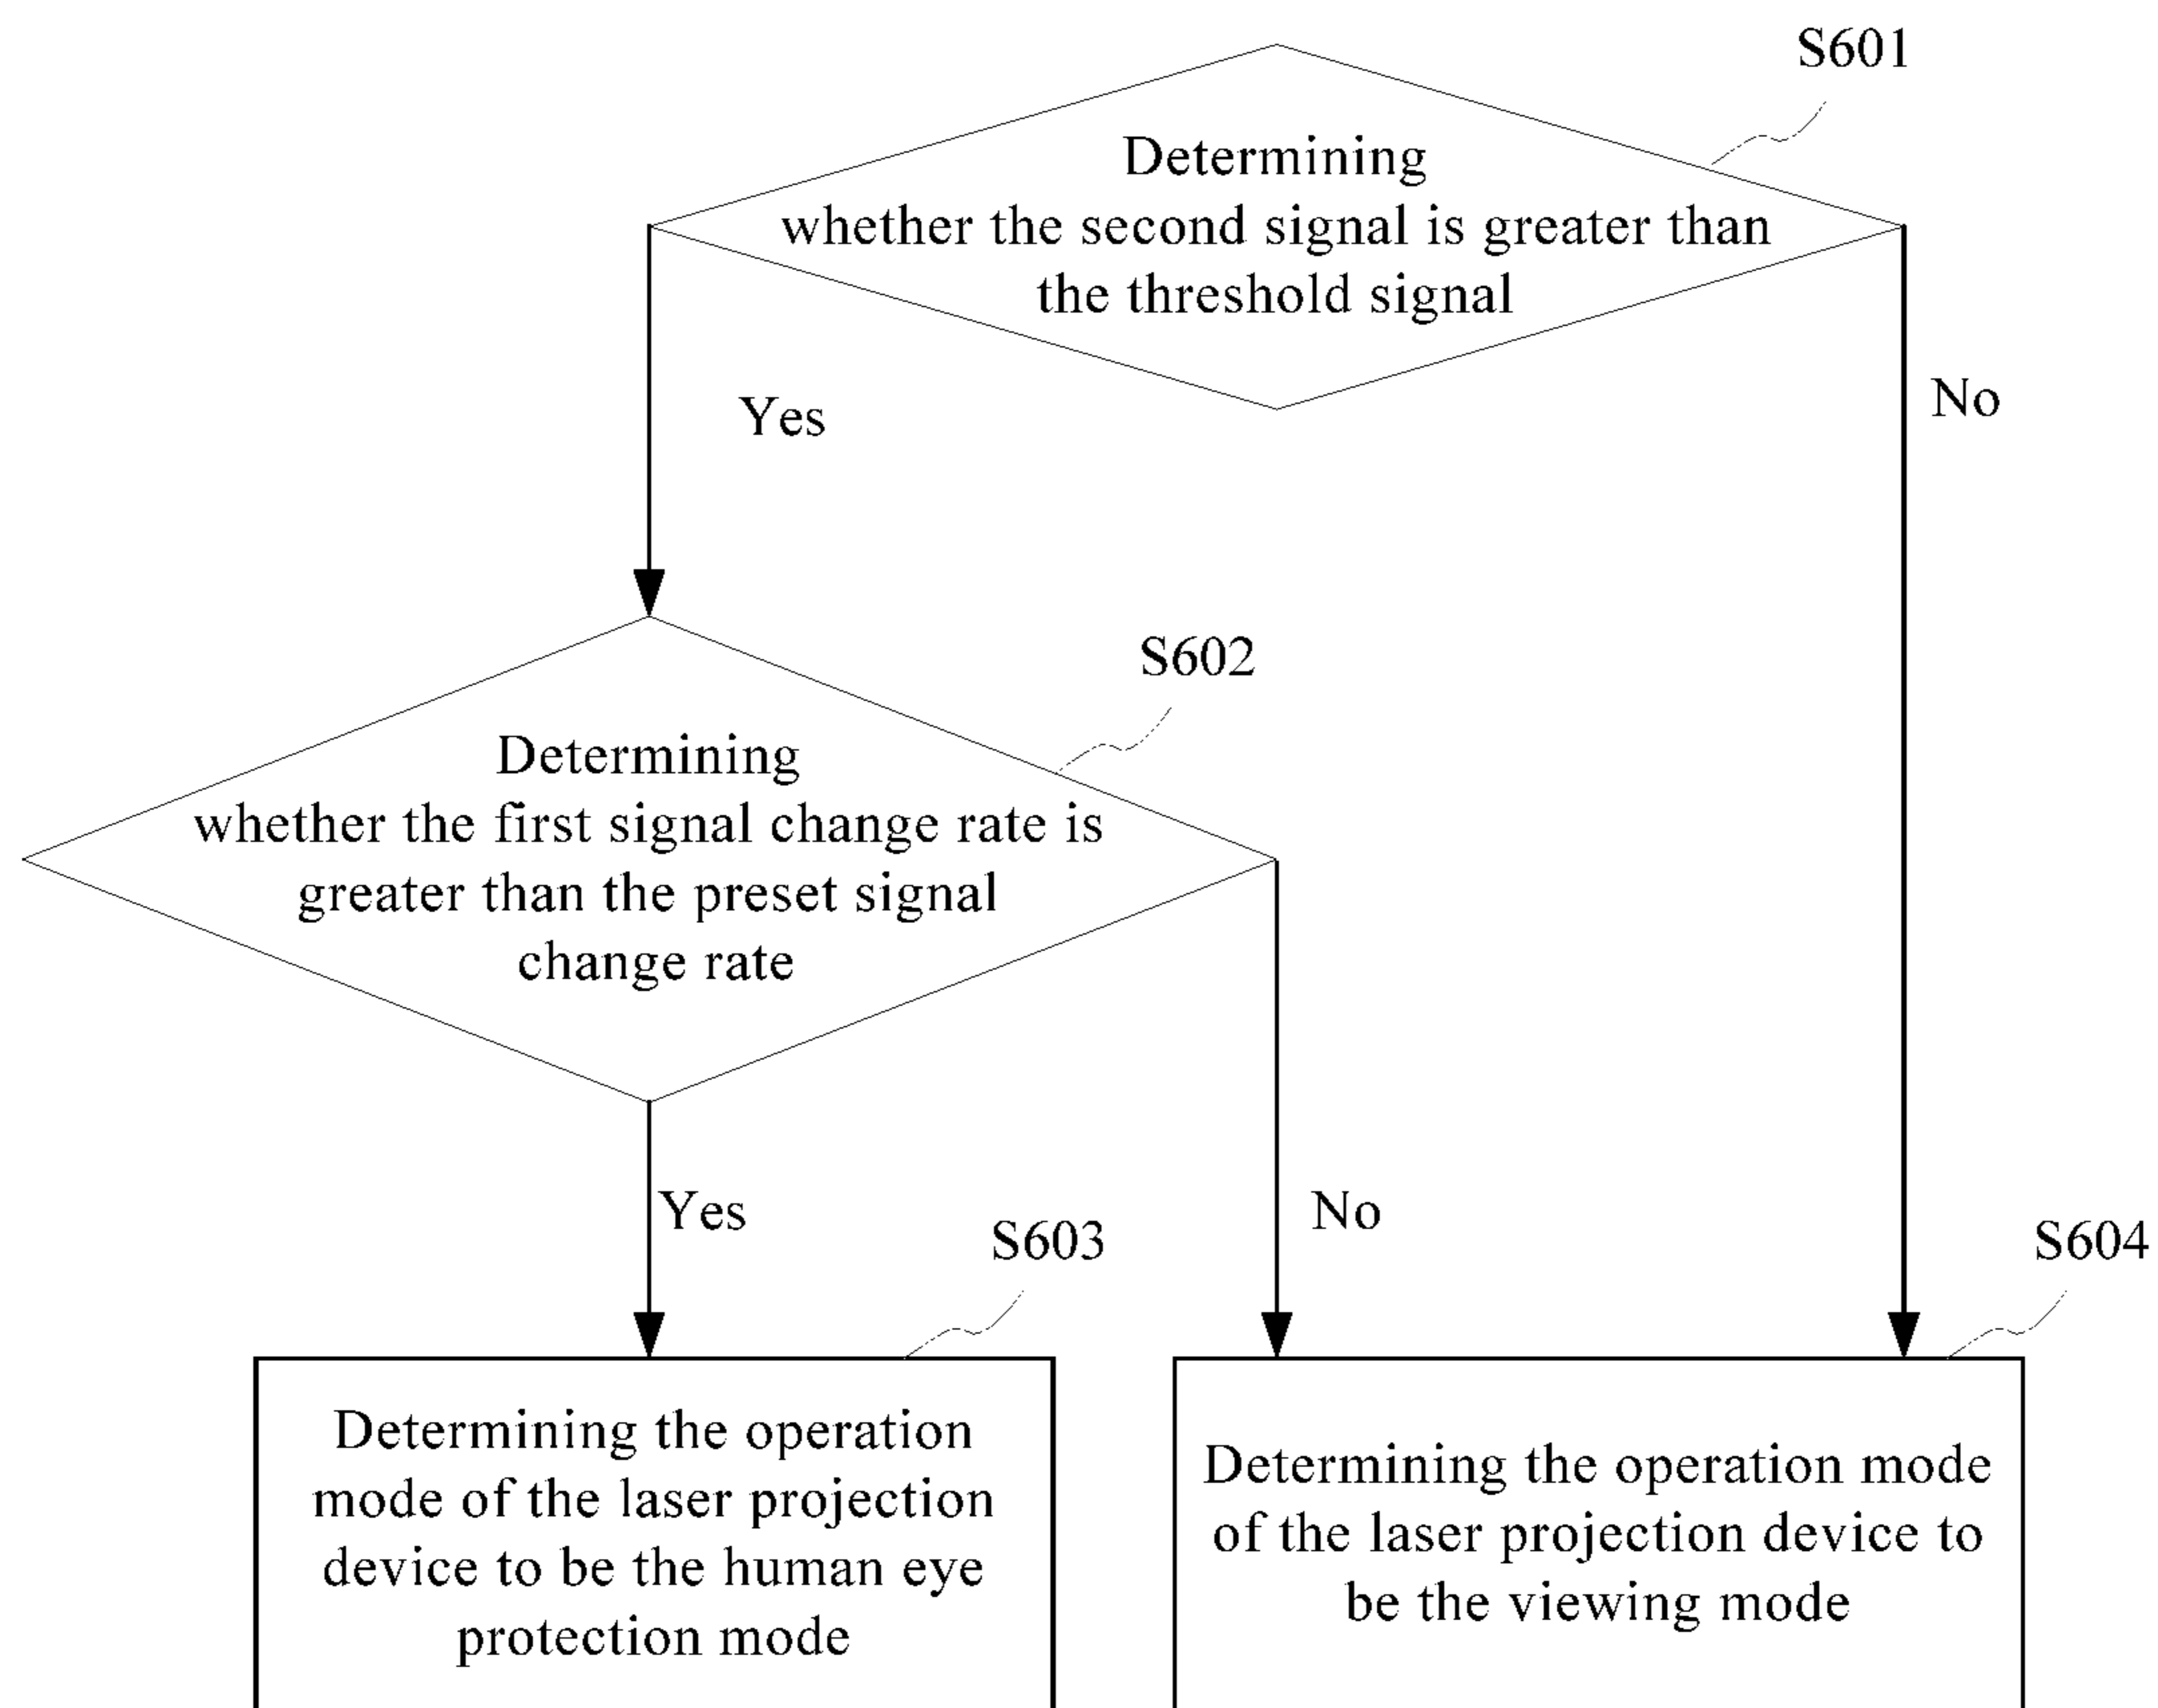 S601
Determining
whether the second signal is greater than
the threshold signal
Yes
No
S602
Determining
whether the first signal change rate is
greater than the preset signal
change rate
Yes
No
S603
S604
Determining the operation
mode of the laser projection
device to be the human eye
protection mode
Determining the operation mode
of the laser projection device to
be the viewing mode